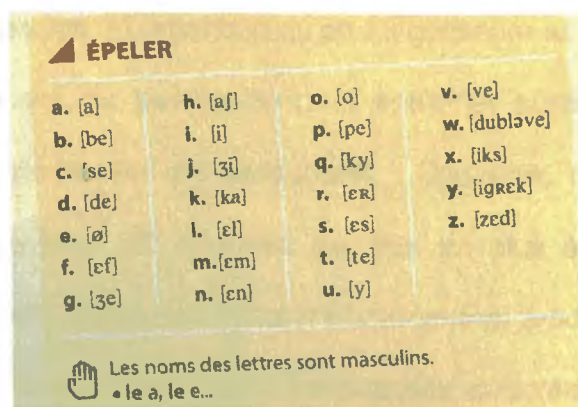 ÉPELER
a. [a]
b. [be]
c. [se]
d. [de]
e. [ø]
f. [ɛf]
g. [ʒe]
h. [aʃ]
i. [i]
j. [ʒi]
k. [ka]
l. [ɛl]
m.[ɛm]
n. [ɛn]
o. [o]
p. [pe]
q. [ky]
r. [ɛʀ]
s. [ɛs]
t. [te]
u. [y]
v. [ve]
w. [dubləve]
x. [iks]
y. [igʀɛk]
z. [zɛd]
Les noms des lettres sont masculins.
• le a, le e...